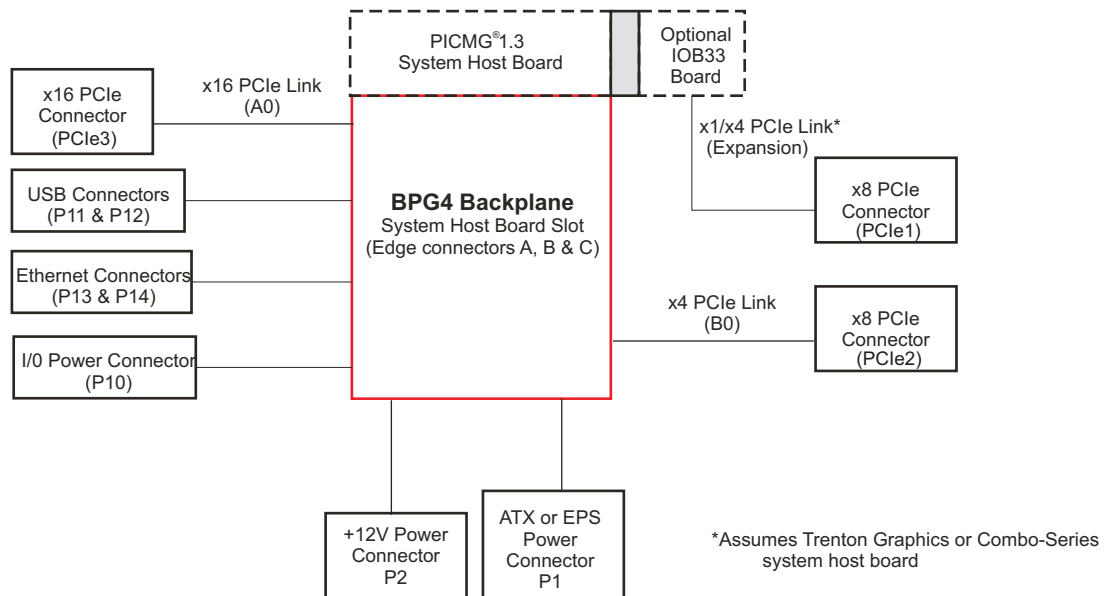 PICMG®1.3
System Host Board
Optional
IOB33
Board
x16 PCIe
Connector
(PCIe3)
x16 PCIe Link
(A0)
x1/x4 PCIe Link*
(Expansion)
x8 PCIe
Connector
(PCIe1)
USB Connectors
(P11 & P12)
BPG4 Backplane
System Host Board Slot
(Edge connectors A, B & C)
Ethernet Connectors
(P13 & P14)
x4 PCIe Link
(B0)
x8 PCIe
Connector
(PCIe2)
I/0 Power Connector
(P10)
+12V Power
Connector
P2
ATX or EPS
Power
Connector
P1
*Assumes Trenton Graphics or Combo-Series
system host board